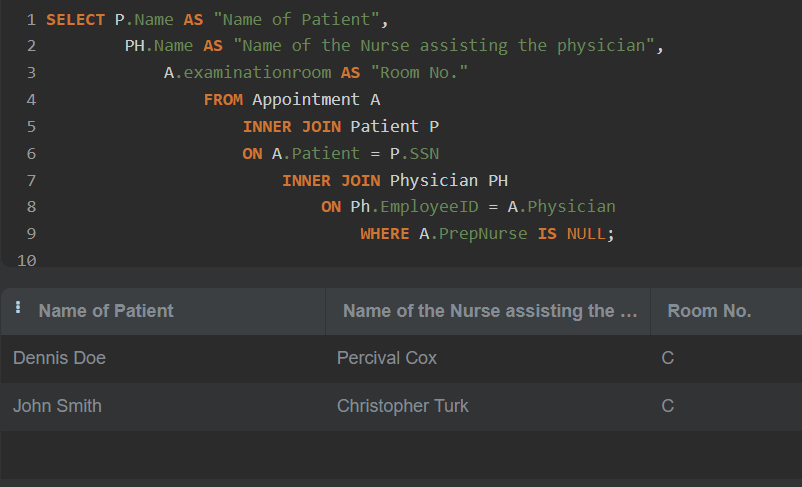 1 SELECT P.Name AS "Name of Patient",
2 PH.Name AS "Name of the Nurse assisting the physician",
3 A.examinationroom AS "Room No."
4 FROM Appointment A
5 INNER JOIN Patient P
6 ON A.Patient = P.SSN
7 INNER JOIN Physician PH
8 ON Ph.EmployeeID = A.Physician
9 WHERE A.PrepNurse IS NULL;
10
Name of Patient Name of the Nurse assisting the ... Room No.
Dennis Doe Percival Cox C
John Smith Christopher Turk C